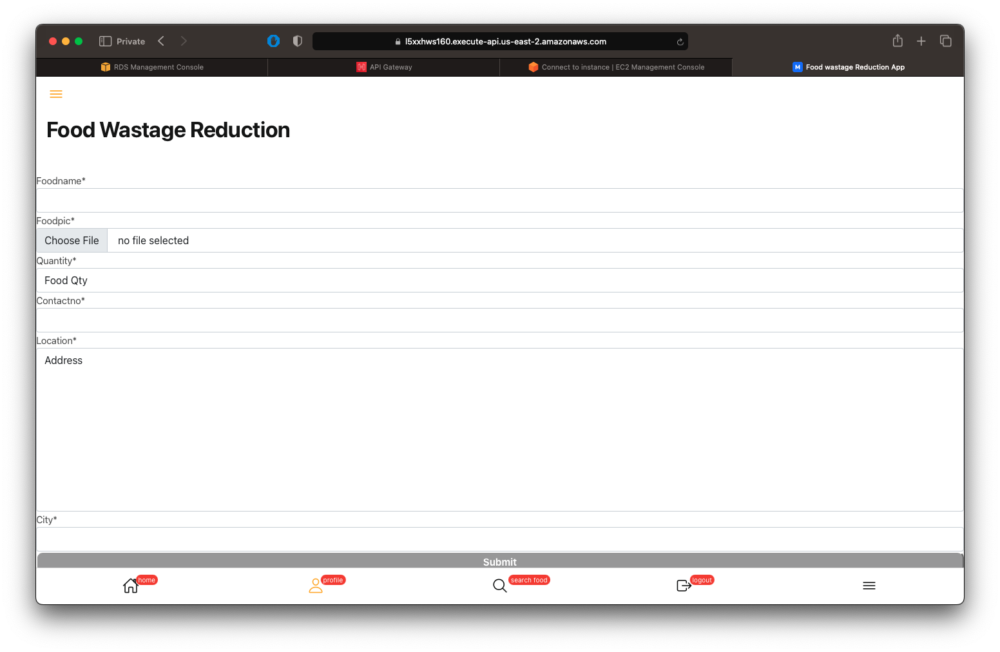 Private
l5xxhws160.execute-api.us-east-2.amazonaws.com
RDS Management Console
API Gateway
Connect to instance | EC2 Management Console
M Food wastage Reduction App
Food Wastage Reduction
Foodname*
Foodpic*
Choose File no file selected
Quantity*
Food Qty
Contactno*
Location*
Address
City*
Submit
home
profile
search food
logout